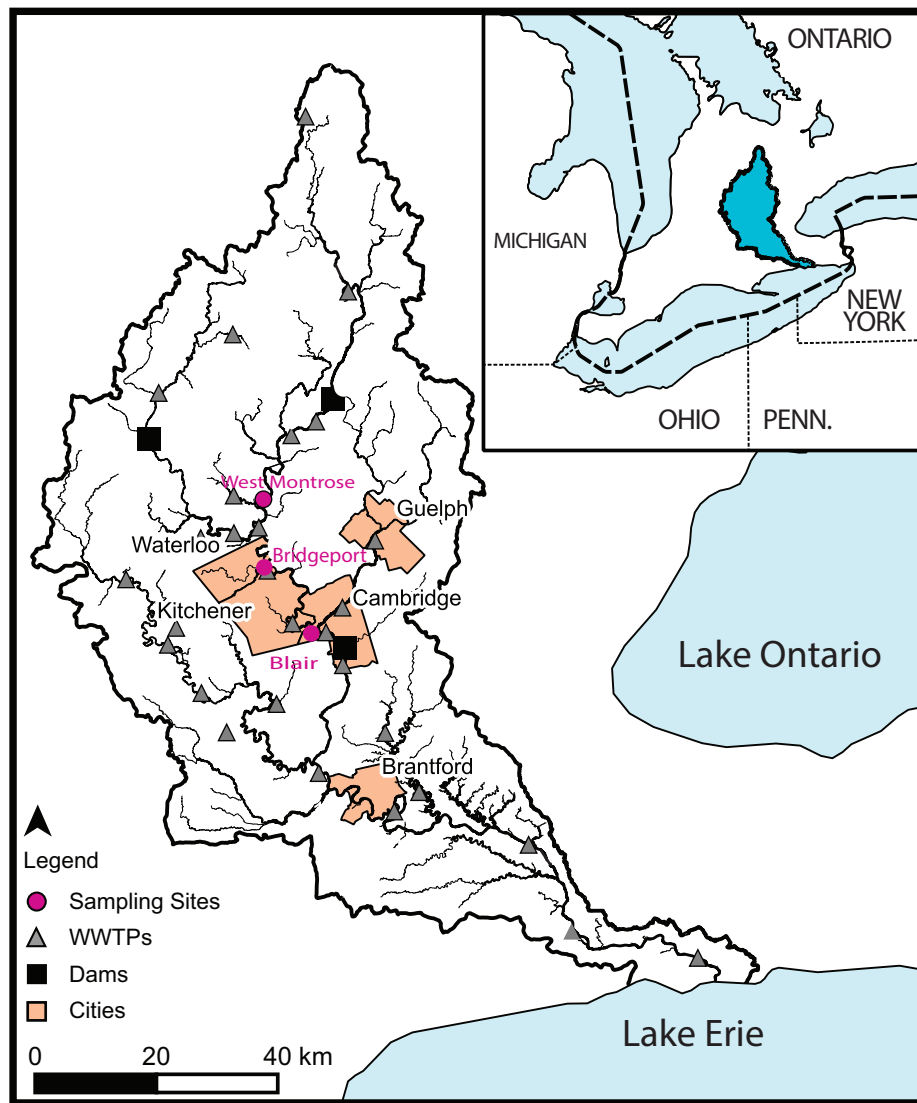 ONTARIO
MICHIGAN
NEW
YORK
OHIO
PENN.
West Montrose
Guelph
Waterloo
Bridgeport
Kitchener
Cambridge
Blair
Lake Ontario
Brantford
Legend
Sampling Sites
WWTPs
Dams
Cities
0 20 40 km
Lake Erie